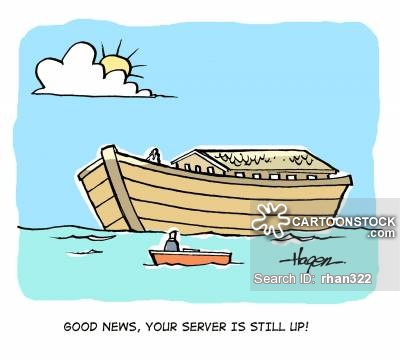 CARTOONSTOCK
.com
Hagen
Search ID: rhan322
GOOD NEWS, YOUR SERVER IS STILL UP!